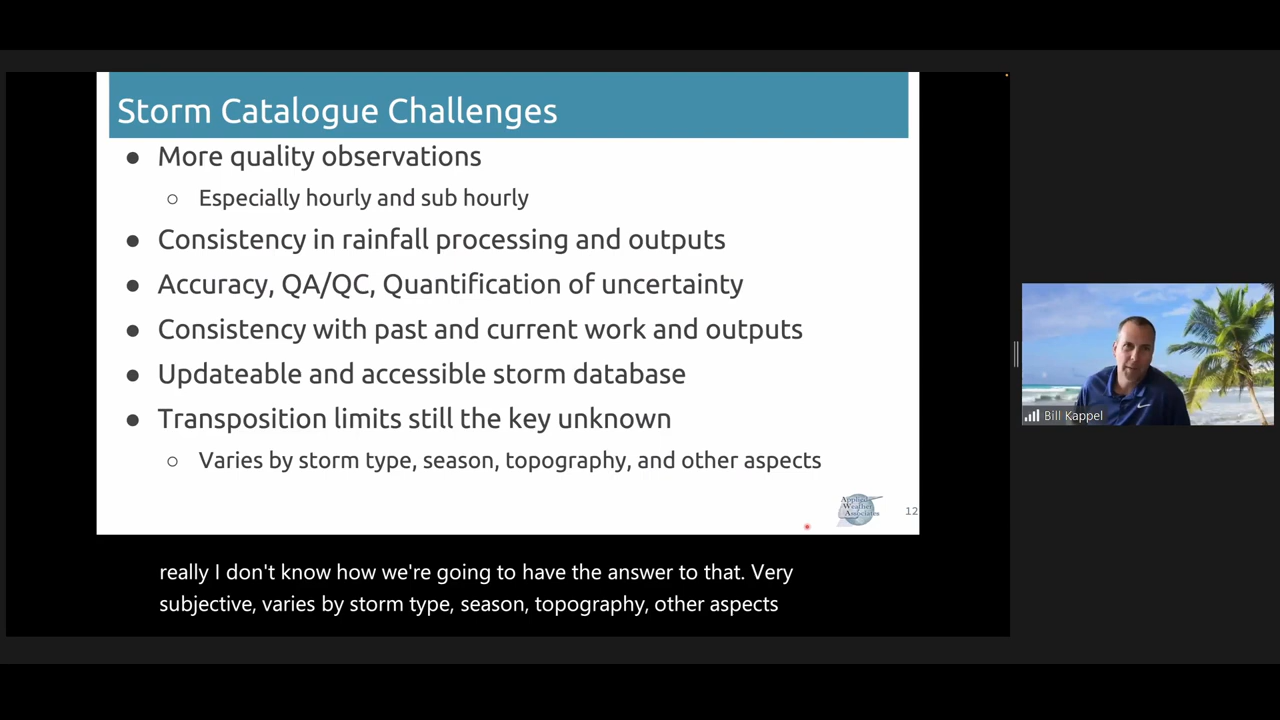 Storm Catalogue Challenges
● More quality observations
○ Especially hourly and sub hourly
● Consistency in rainfall processing and outputs
● Accuracy, QA/QC, Quantification of uncertainty
● Consistency with past and current work and outputs
● Updateable and accessible storm database
● Transposition limits still the key unknown
○ Varies by storm type, season, topography, and other aspects
Applied
Weather
Associates
12
Bill Kappel
really I don't know how we're going to have the answer to that. Very
subjective, varies by storm type, season, topography, other aspects